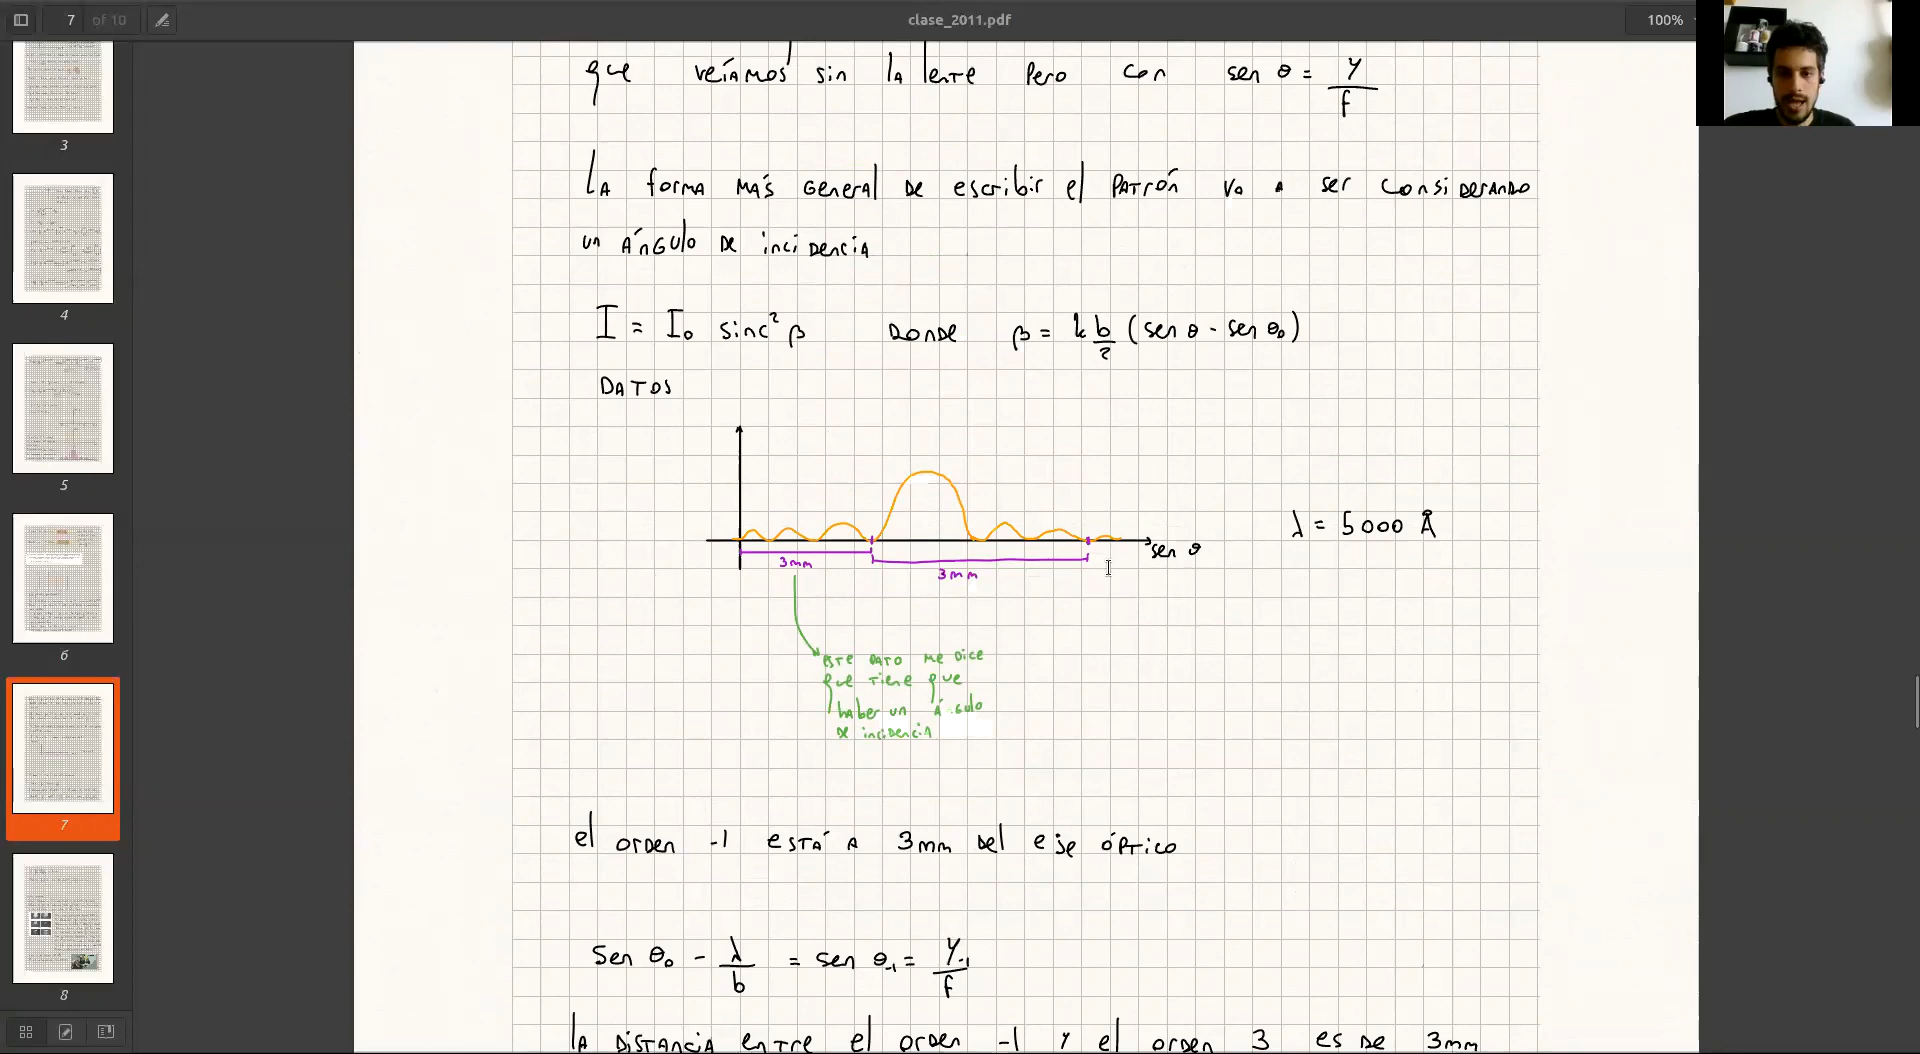 7 of 10
clase_2011.pdf
100%
3
4
5
6
7
8
que veíamos sin la lente pero con sen θ = y / f
La forma más general de escribir el patrón va a ser considerando
un ángulo de incidencia
I = I₀ sinc² β donde β = k b/2 (sen θ - sen θ₀)
Datos
λ = 5000 Å
sen θ
3mm
3mm
este dato me dice
que tiene que
haber un á gulo
de incidencia
el orden -1 está a 3mm del eje óptico
Sen θ₀ - λ/b = sen θ₋₁ = y₋₁/f
la distancia entre el orden -1 y el orden 3 es de 3mm